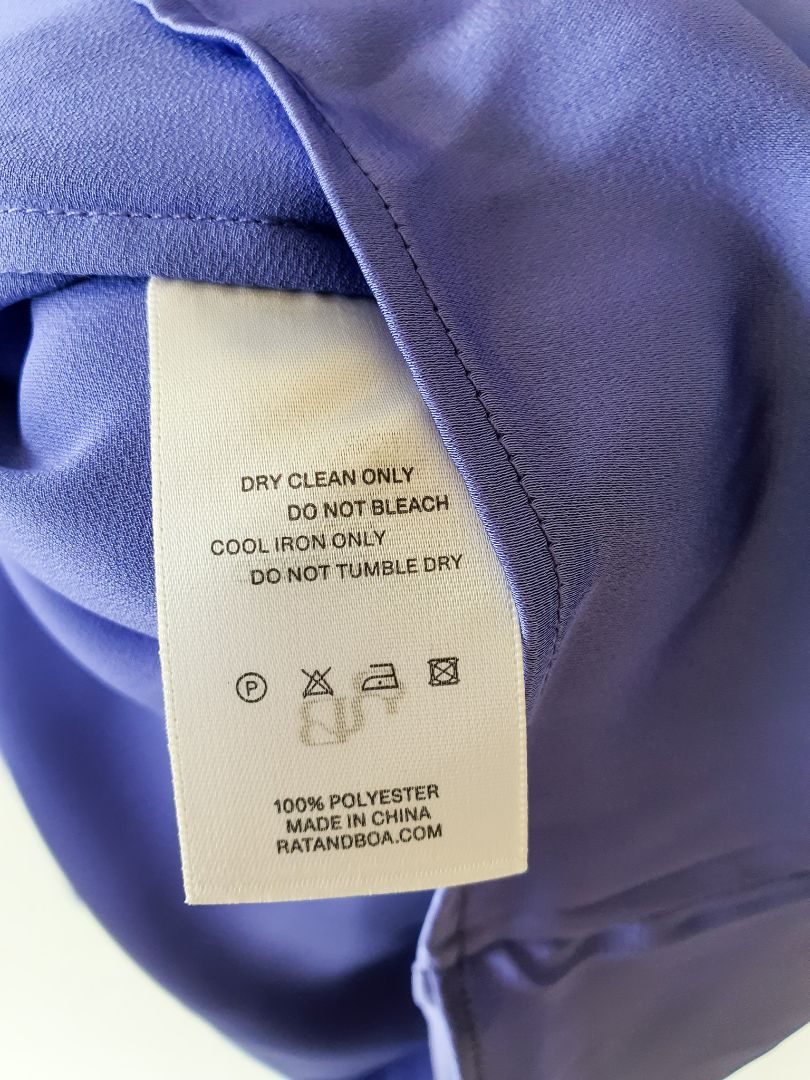 DRY CLEAN ONLY
DO NOT BLEACH
COOL IRON ONLY
DO NOT TUMBLE DRY
P
100% POLYESTER
MADE IN CHINA
RATANDBOA.COM